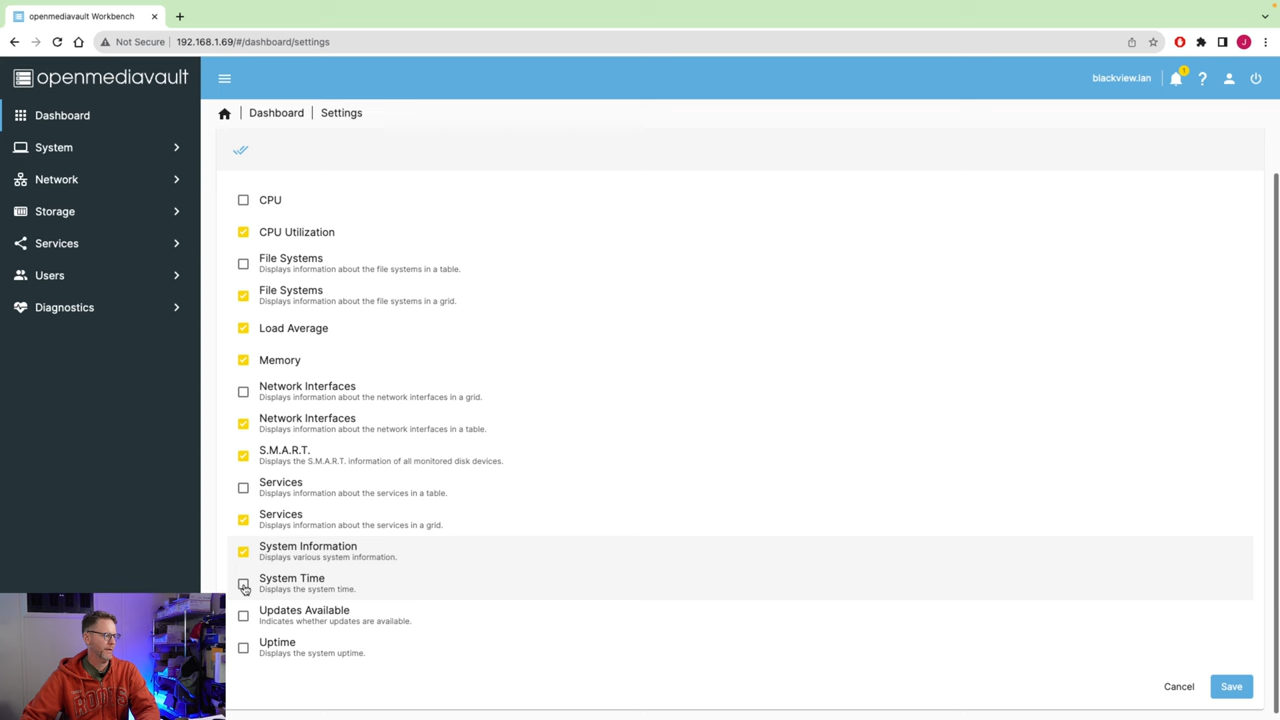 openmediavault Workbench
Not Secure
192.168.1.69/#/dashboard/settings
J
openmediavault
blackview.lan
1
?
Dashboard
System
Network
Storage
Services
Users
Diagnostics
Dashboard | Settings
CPU
CPU Utilization
File Systems
Displays information about the file systems in a table.
File Systems
Displays information about the file systems in a grid.
Load Average
Memory
Network Interfaces
Displays information about the network interfaces in a grid.
Network Interfaces
Displays information about the network interfaces in a table.
S.M.A.R.T.
Displays the S.M.A.R.T. information of all monitored disk devices.
Services
Displays information about the services in a table.
Services
Displays information about the services in a grid.
System Information
Displays various system information.
System Time
Displays the system time.
Updates Available
Indicates whether updates are available.
Uptime
Displays the system uptime.
Cancel
Save